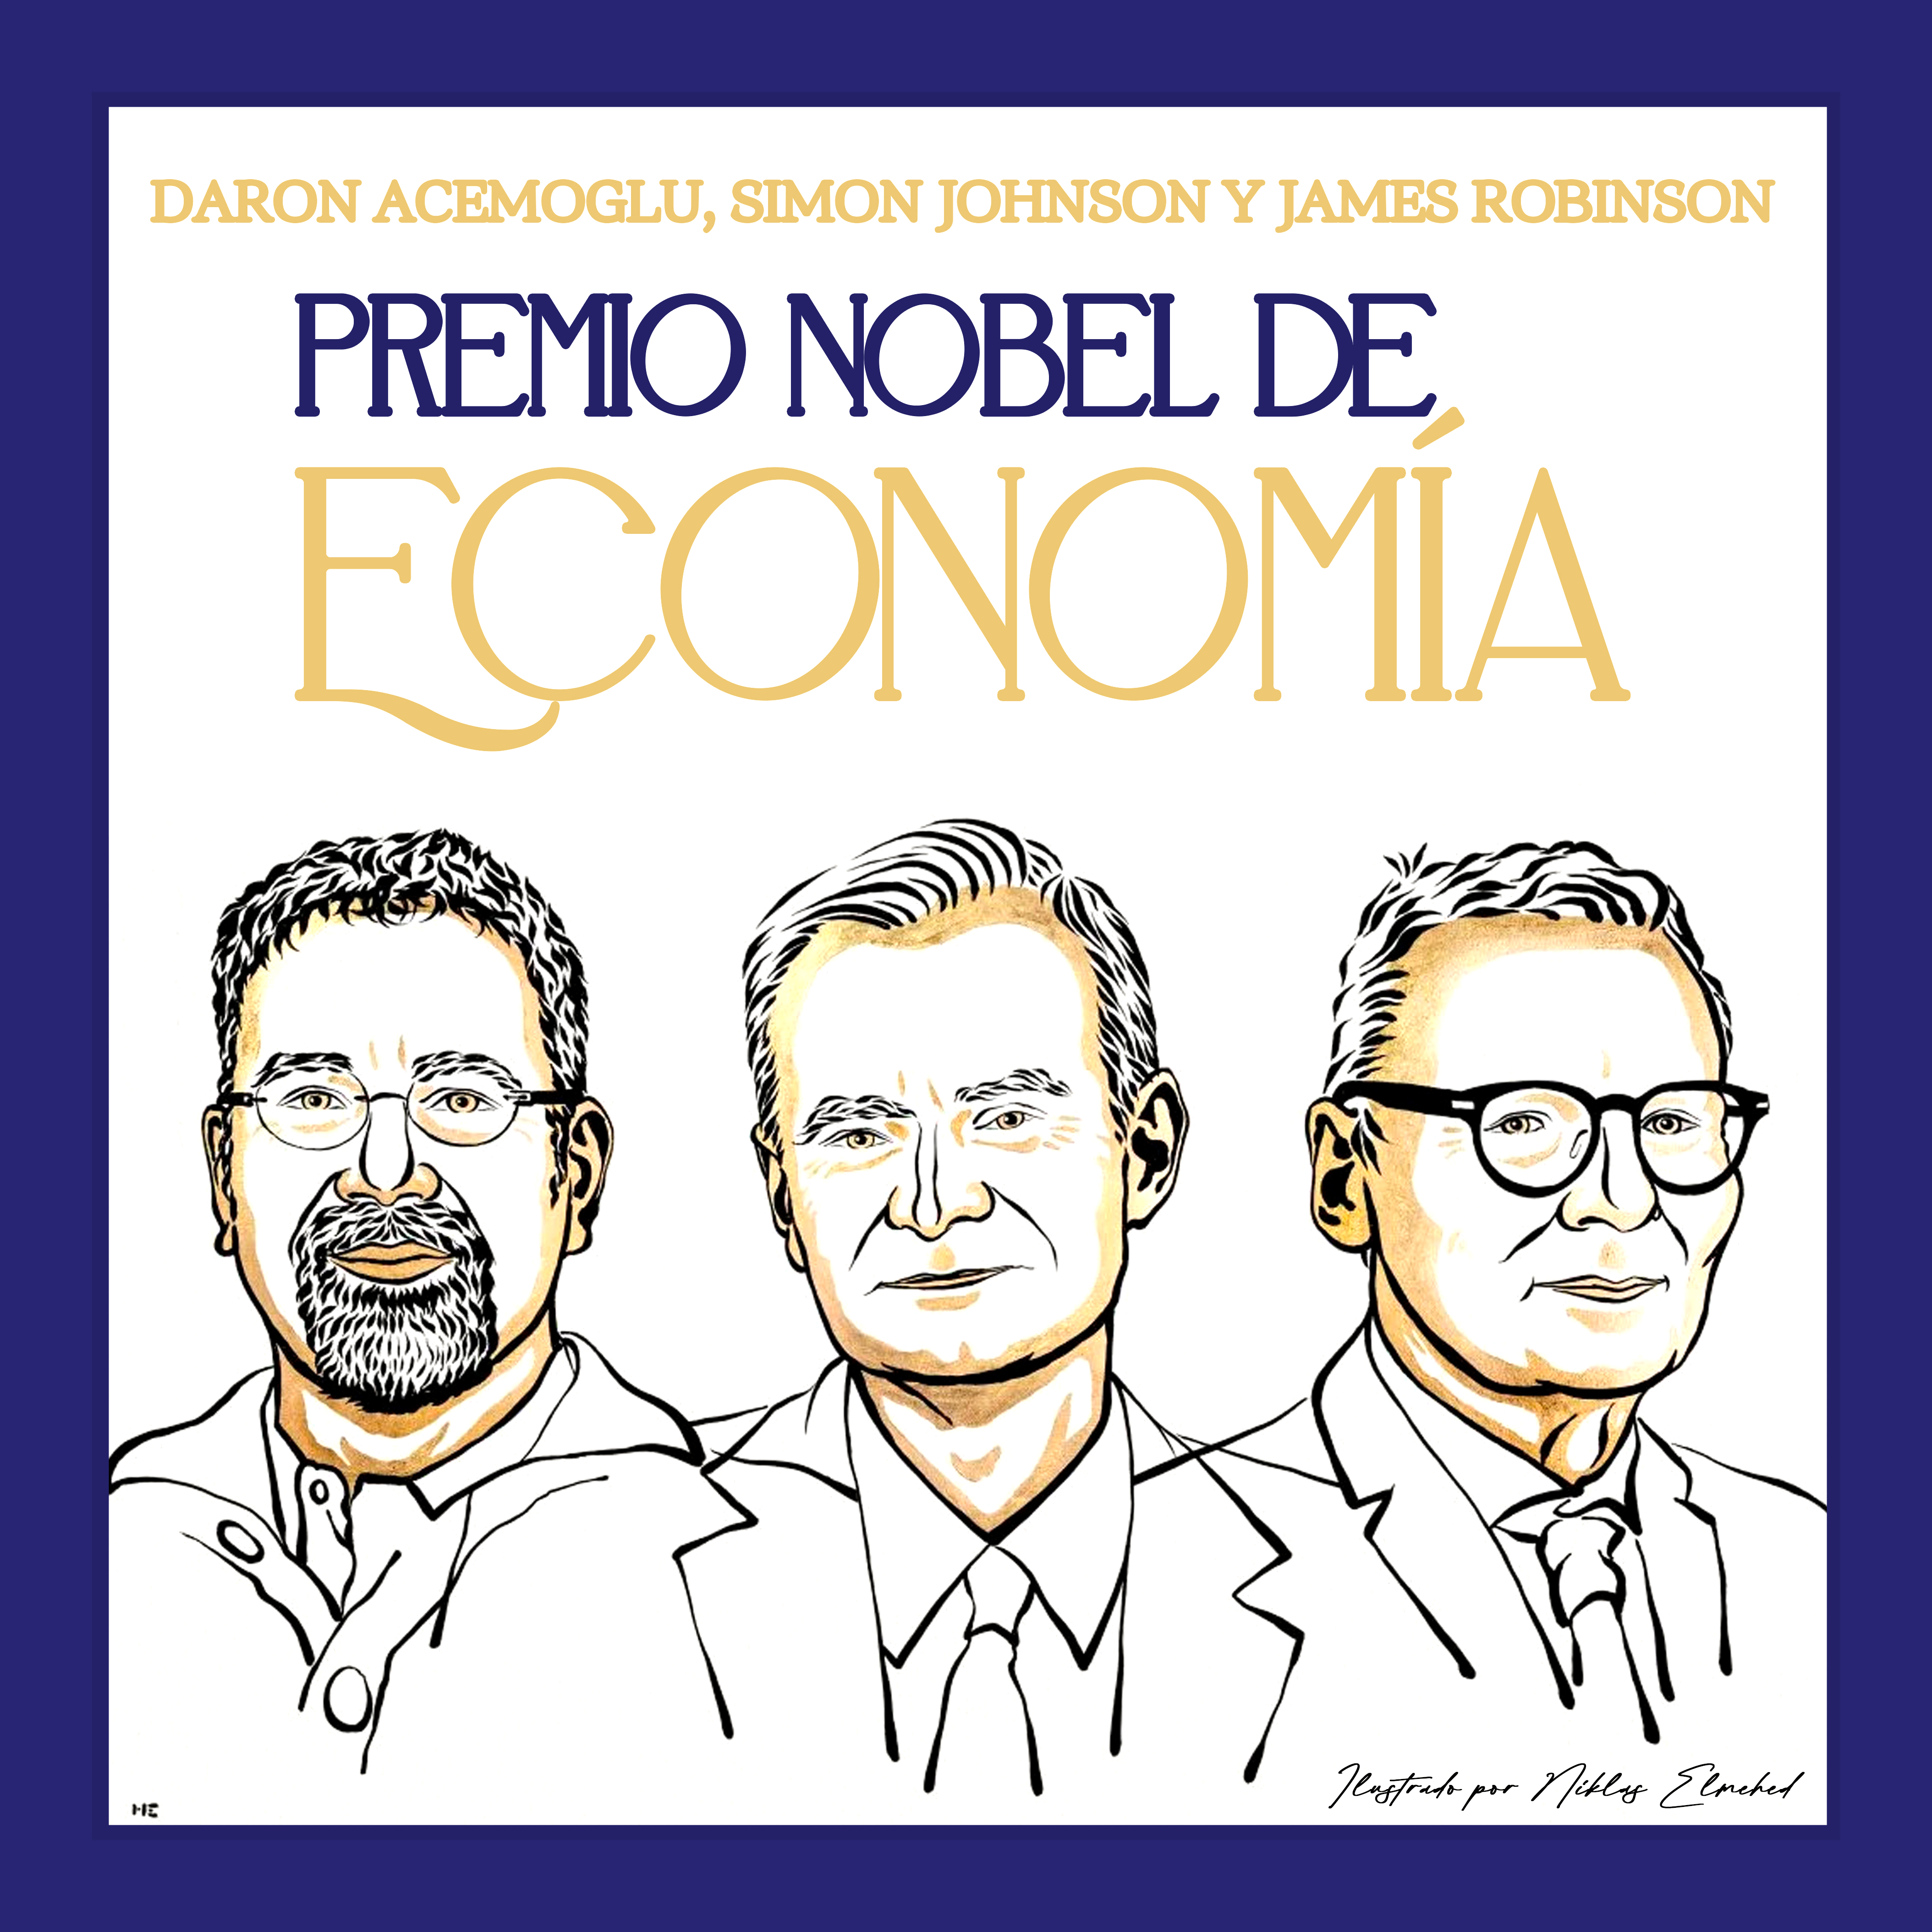 DARON ACEMOGLU, SIMON JOHNSON Y JAMES ROBINSON
PREMIO NOBEL DE
ECONOMÍA
Ilustrado por Niklas Elmehed